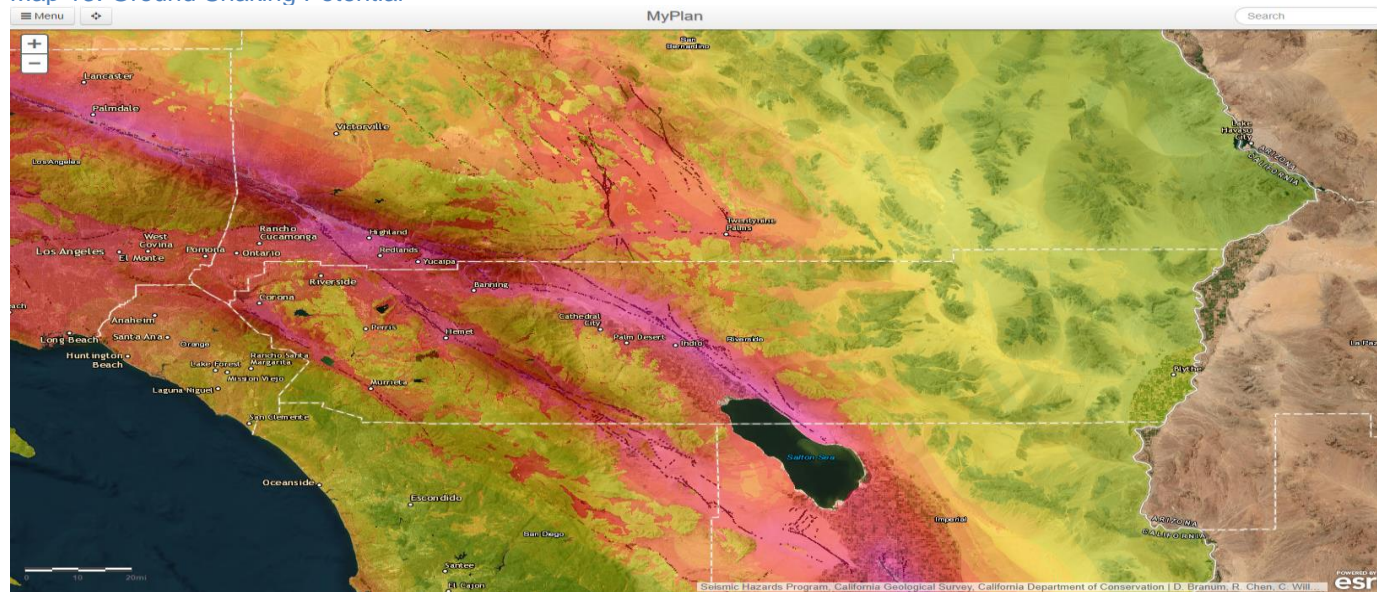 Map 10: Ground Shaking Potential
Menu
MyPlan
Search
+
−
San
Bernardino
Lancaster
Palmdale
Victorville
Lake
Havasu
City
ARIZONA
CALIFORNIA
Los Angeles
Twentynine
Palms
West
Covina
Rancho
Cucamonga
Highland
Los Angeles
El Monte
Pomona
Ontario
Redlands
Yucaipa
Riverside
Banning
Corona
ach
Anaheim
Cathedral
City
Long Beach
Santa Ana
Orange
Perris
Hemet
Palm Desert
Indio
Riverside
La Paz
Huntington
Beach
Lake Forest
Rancho Santa
Margarita
Mission Viejo
Blythe
Laguna Niguel
Murrieta
San Clemente
Salton Sea
Oceanside
Escondido
Imperial
ARIZONA
CALIFORNIA
San Diego
Santee
0 10 20mi
El Cajon
Seismic Hazards Program, California Geological Survey, California Department of Conservation | D. Branum, R. Chen, C. Will...
POWERED BY
esri